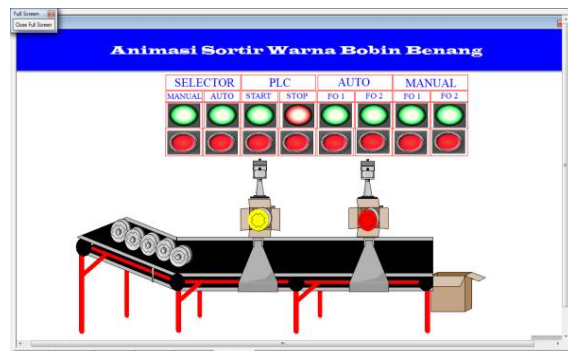 Full Screen
Close Full Screen
Animasi Sortir Warna Bobin Benang
SELECTOR PLC AUTO MANUAL
MANUAL AUTO START STOP FO 1 FO 2 FO 1 FO 2